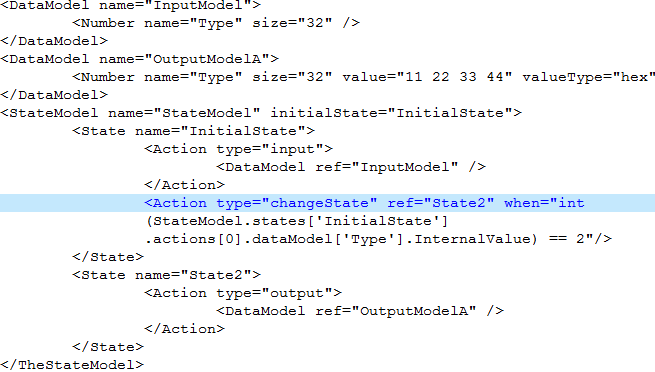 <DataModel name="InputModel">
<Number name="Type" size="32" />
</DataModel>
<DataModel name="OutputModelA">
<Number name="Type" size="32" value="11 22 33 44" valueType="hex"
</DataModel>
<StateModel name="StateModel" initialState="InitialState">
<State name="InitialState">
<Action type="input">
<DataModel ref="InputModel" />
</Action>
<Action type="changeState" ref="State2" when="int
(StateModel.states['InitialState']
.actions[0].dataModel['Type'].InternalValue) == 2"/>
</State>
<State name="State2">
<Action type="output">
<DataModel ref="OutputModelA" />
</Action>
</State>
</TheStateModel>